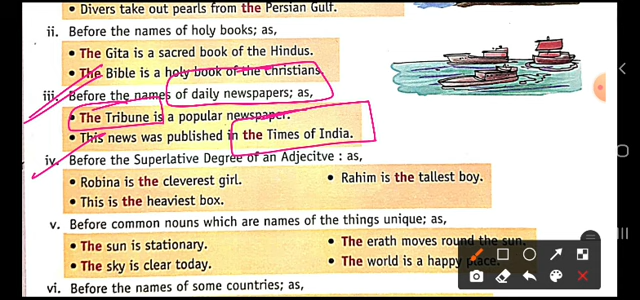 • Divers take out pearls from the Persian Gulf.
ii. Before the names of holy books; as,
• The Gita is a sacred book of the Hindus.
• The Bible is a holy book of the christians
iii. Before the names of daily newspapers; as,
• The Tribune is a popular newspaper.
• This news was published in the Times of India.
iv. Before the Superlative Degree of an Adjecitve : as,
• Robina is the cleverest girl. • Rahim is the tallest boy.
• This is the heaviest box.
v. Before common nouns which are names of the things unique; as,
• The sun is stationary. • The erath moves round the sun.
• The sky is clear today. • The world is a happy place.
vi. Before the names of some countries; as,